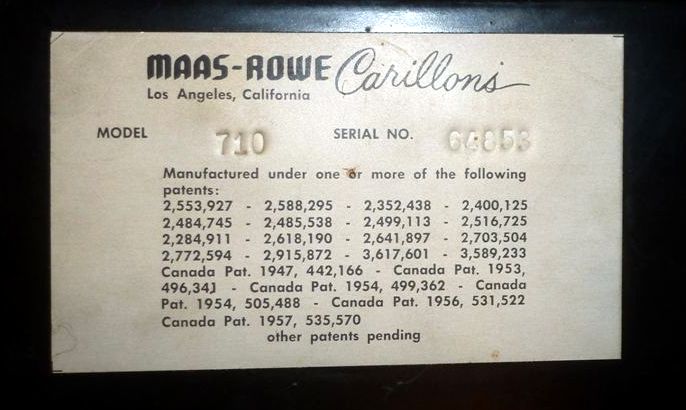 MAAS-ROWE Carillons
Los Angeles, California
MODEL 710 SERIAL NO. 64853
Manufactured under one or more of the following
patents:
2,553,927 - 2,588,295 - 2,352,438 - 2,400,125
2,484,745 - 2,485,538 - 2,499,113 - 2,516,725
2,284,911 - 2,618,190 - 2,641,897 - 2,703,504
2,772,594 - 2,915,872 - 3,617,601 - 3,589,233
Canada Pat. 1947, 442,166 - Canada Pat. 1953,
496,341 - Canada Pat. 1954, 499,362 - Canada
Pat. 1954, 505,488 - Canada Pat. 1956, 531,522
Canada Pat. 1957, 535,570
other patents pending